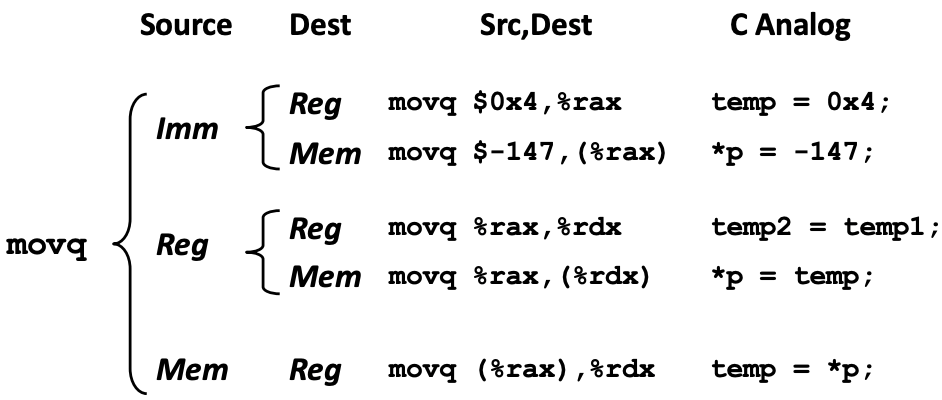 Source Dest Src,Dest C Analog
Reg movq $0x4,%rax temp = 0x4;
Imm
Mem movq $-147,(%rax) *p = -147;
Reg movq %rax,%rdx temp2 = temp1;
movq Reg
Mem movq %rax,(%rdx) *p = temp;
Mem Reg movq (%rax),%rdx temp = *p;